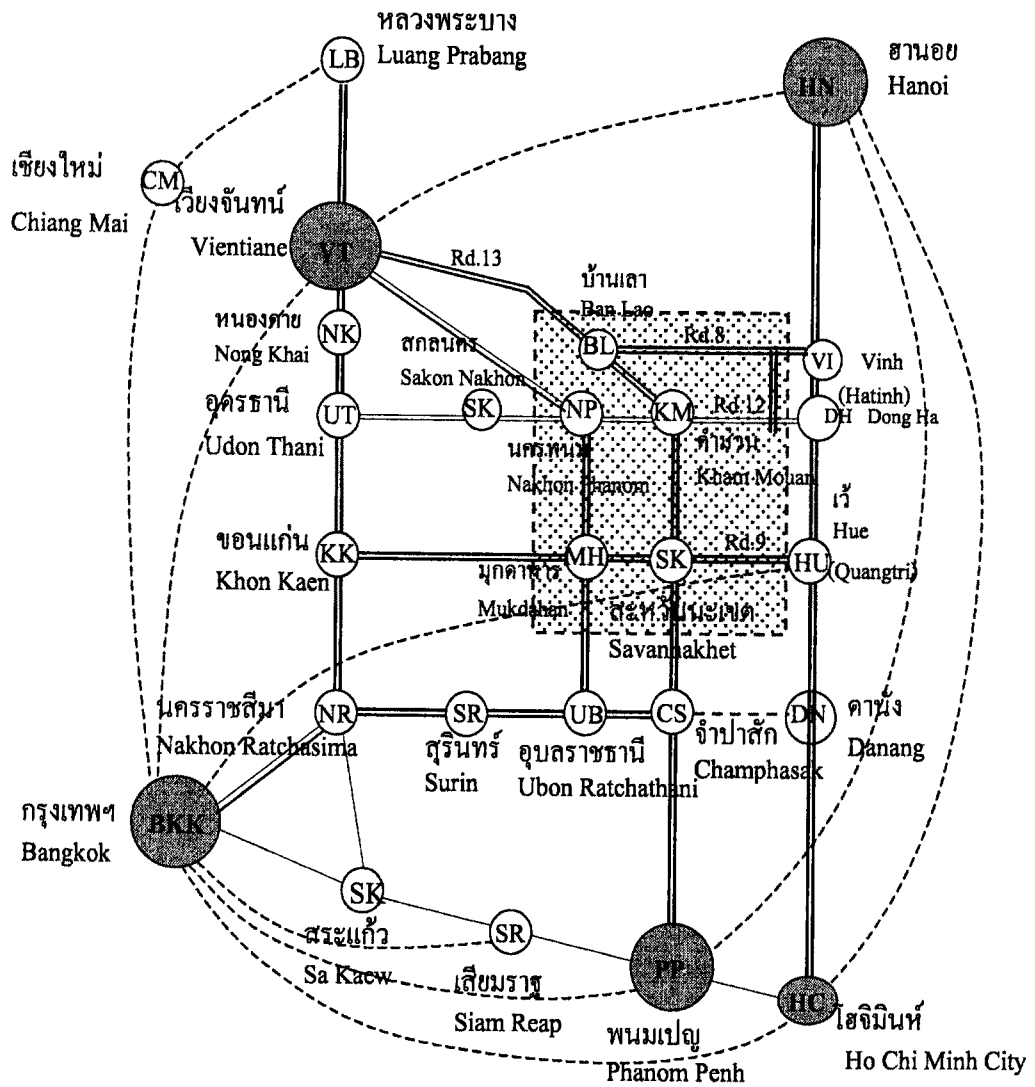 หลวงพระบาง
LB
Luang Prabang
ฮานอย
HN
Hanoi
เชียงใหม่
CM
Chiang Mai
เวียงจันทน์
Vientiane
VT
Rd.13
บ้านเลา
Ban Lao
หนองคาย
NK
Nong Khai
สกลนคร
Sakon Nakhon
BL
Rd.8
VI
Vinh
(Hatinh)
อุดรธานี
UT
Udon Thani
SK
NP
KM
Rd.12
DH Dong Ha
นครพนม
Nakhon Phanom
คำม่วน
Kham Mouan
เว้
Hue
ขอนแก่น
KK
Khon Kaen
MH
SK
Rd.9
HU
(Quangtri)
มุกดาหาร
Mukdahan
สะหวันนะเขต
Savannakhet
นครราชสีมา
NR
Nakhon Ratchasima
SR
สุรินทร์
Surin
UB
อุบลราชธานี
Ubon Ratchathani
CS
จำปาสัก
Champhasak
DN
ดานัง
Danang
กรุงเทพฯ
BKK
Bangkok
SK
สระแก้ว
Sa Kaew
SR
เสียมราฐ
Siam Reap
PP
พนมเปญ
Phanom Penh
HC
โฮจิมินห์
Ho Chi Minh City